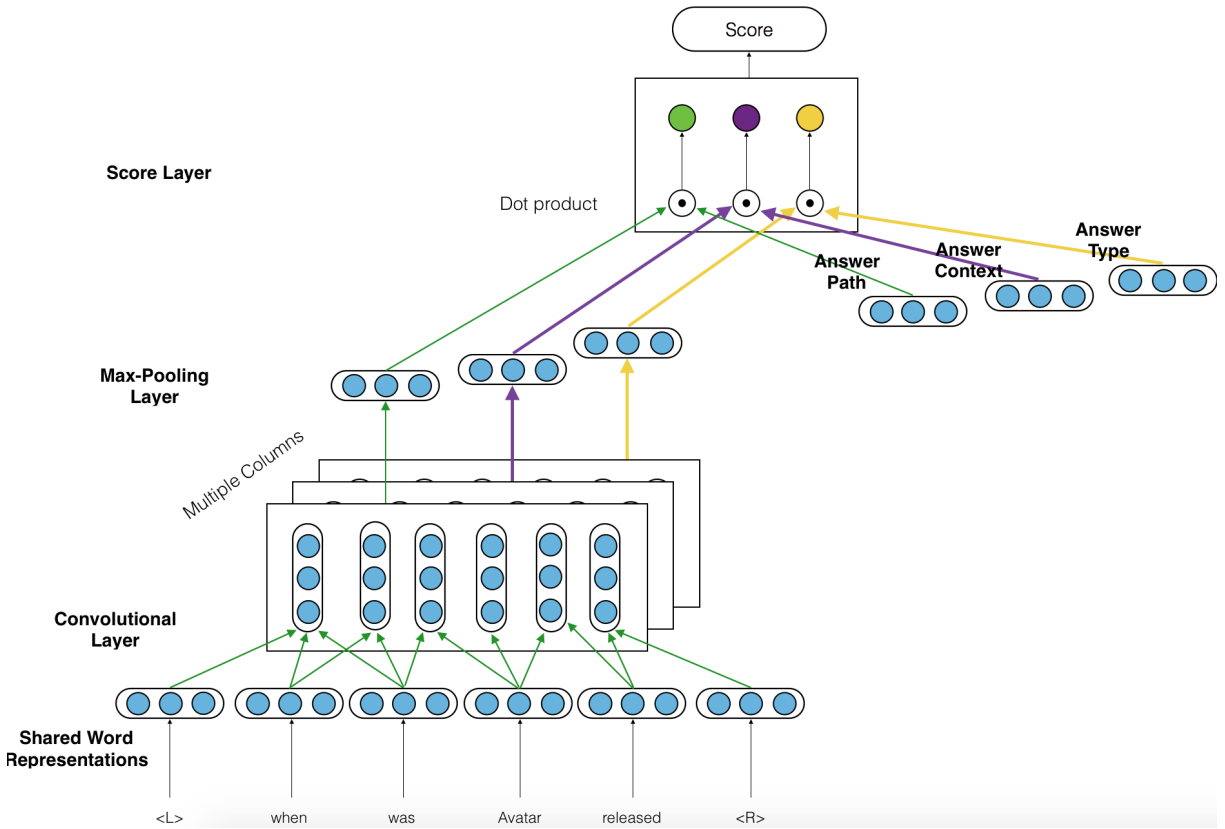 Score
Score Layer
Dot product
Answer
Type
Answer
Context
Answer
Path
Max-Pooling
Layer
Multiple Columns
Convolutional
Layer
Shared Word
Representations
<L>
when
was
Avatar
released
<R>